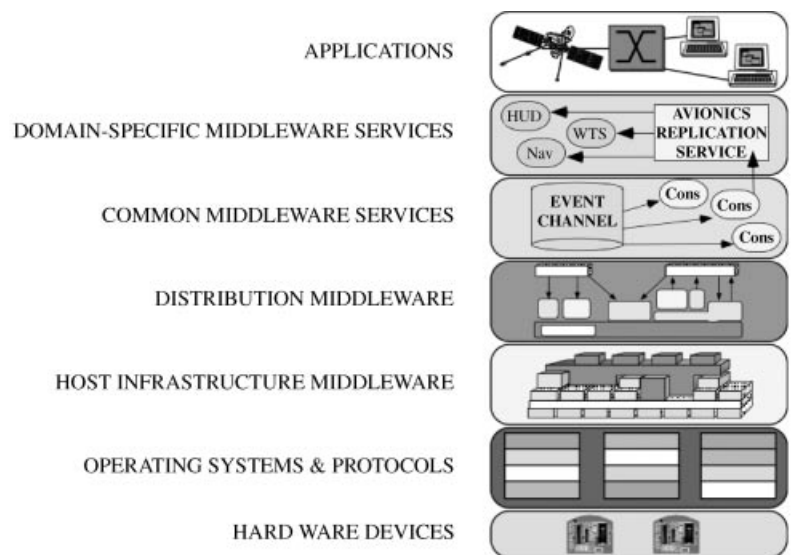 APPLICATIONS
DOMAIN-SPECIFIC MIDDLEWARE SERVICES
HUD
WTS
Nav
AVIONICS
REPLICATION
SERVICE
COMMON MIDDLEWARE SERVICES
EVENT
CHANNEL
Cons
Cons
Cons
DISTRIBUTION MIDDLEWARE
HOST INFRASTRUCTURE MIDDLEWARE
OPERATING SYSTEMS & PROTOCOLS
HARD WARE DEVICES